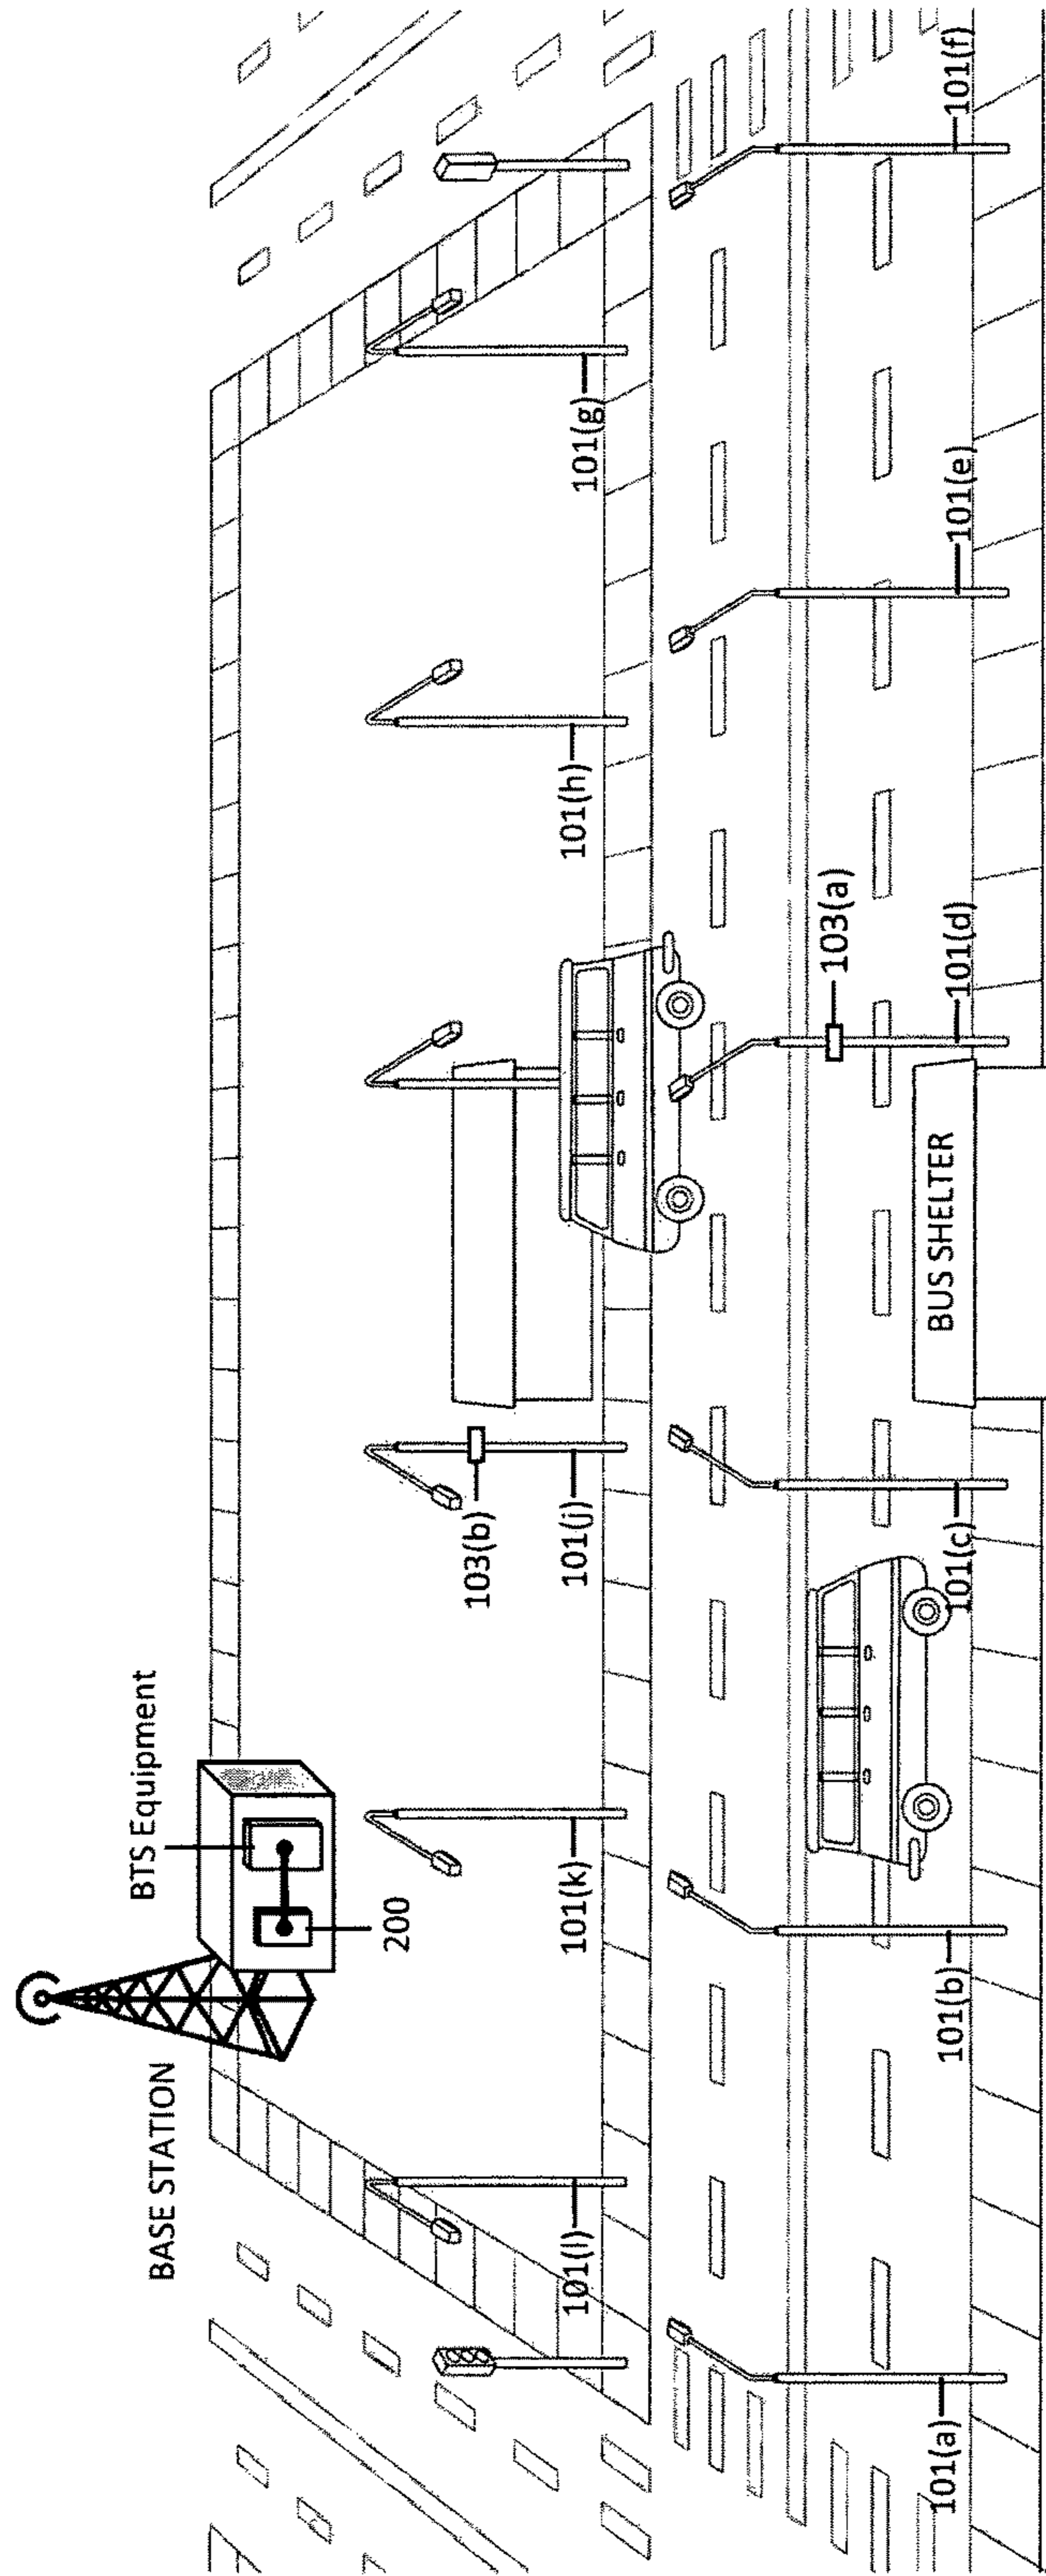 BASE STATION
BTS Equipment
200
103(b)
101(l)
101(k)
101(j)
101(h)
101(g)
103(a)
101(a)
101(b)
101(c)
BUS SHELTER
101(d)
101(e)
101(f)